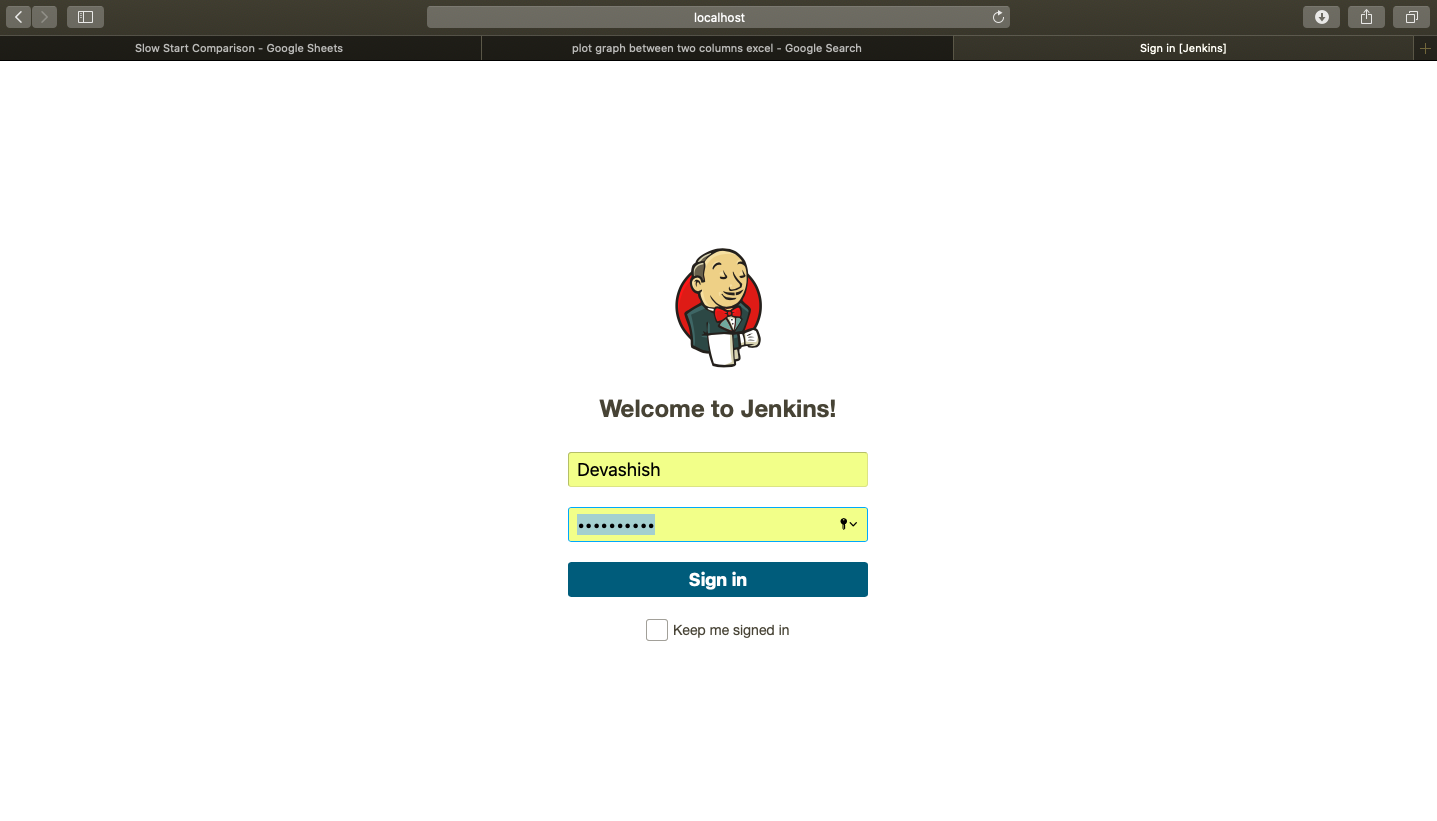 localhost
Slow Start Comparison - Google Sheets
plot graph between two columns excel - Google Search
Sign in [Jenkins]
Welcome to Jenkins!
Devashish
••••••••••
Sign in
Keep me signed in